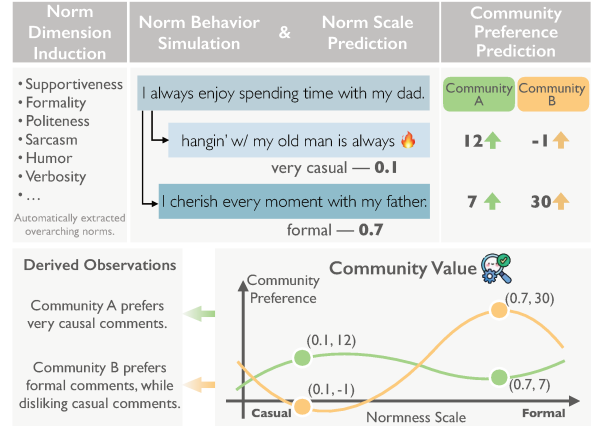 Norm
Dimension
Induction
Norm Behavior
Simulation
&
Norm Scale
Prediction
Community
Preference
Prediction
• Supportiveness
• Formality
• Politeness
• Sarcasm
• Humor
• Verbosity
• ...
Automatically extracted
overarching norms.
I always enjoy spending time with my dad.
hangin' w/ my old man is always 🔥
very casual — 0.1
I cherish every moment with my father.
formal — 0.7
Community
A
Community
B
12
-1
7
30
Derived Observations
Community A prefers
very causal comments.
Community B prefers
formal comments, while
disliking casual comments.
Community Value
Community
Preference
(0.7, 30)
(0.1, 12)
(0.1, -1)
(0.7, 7)
Casual
Normness Scale
Formal